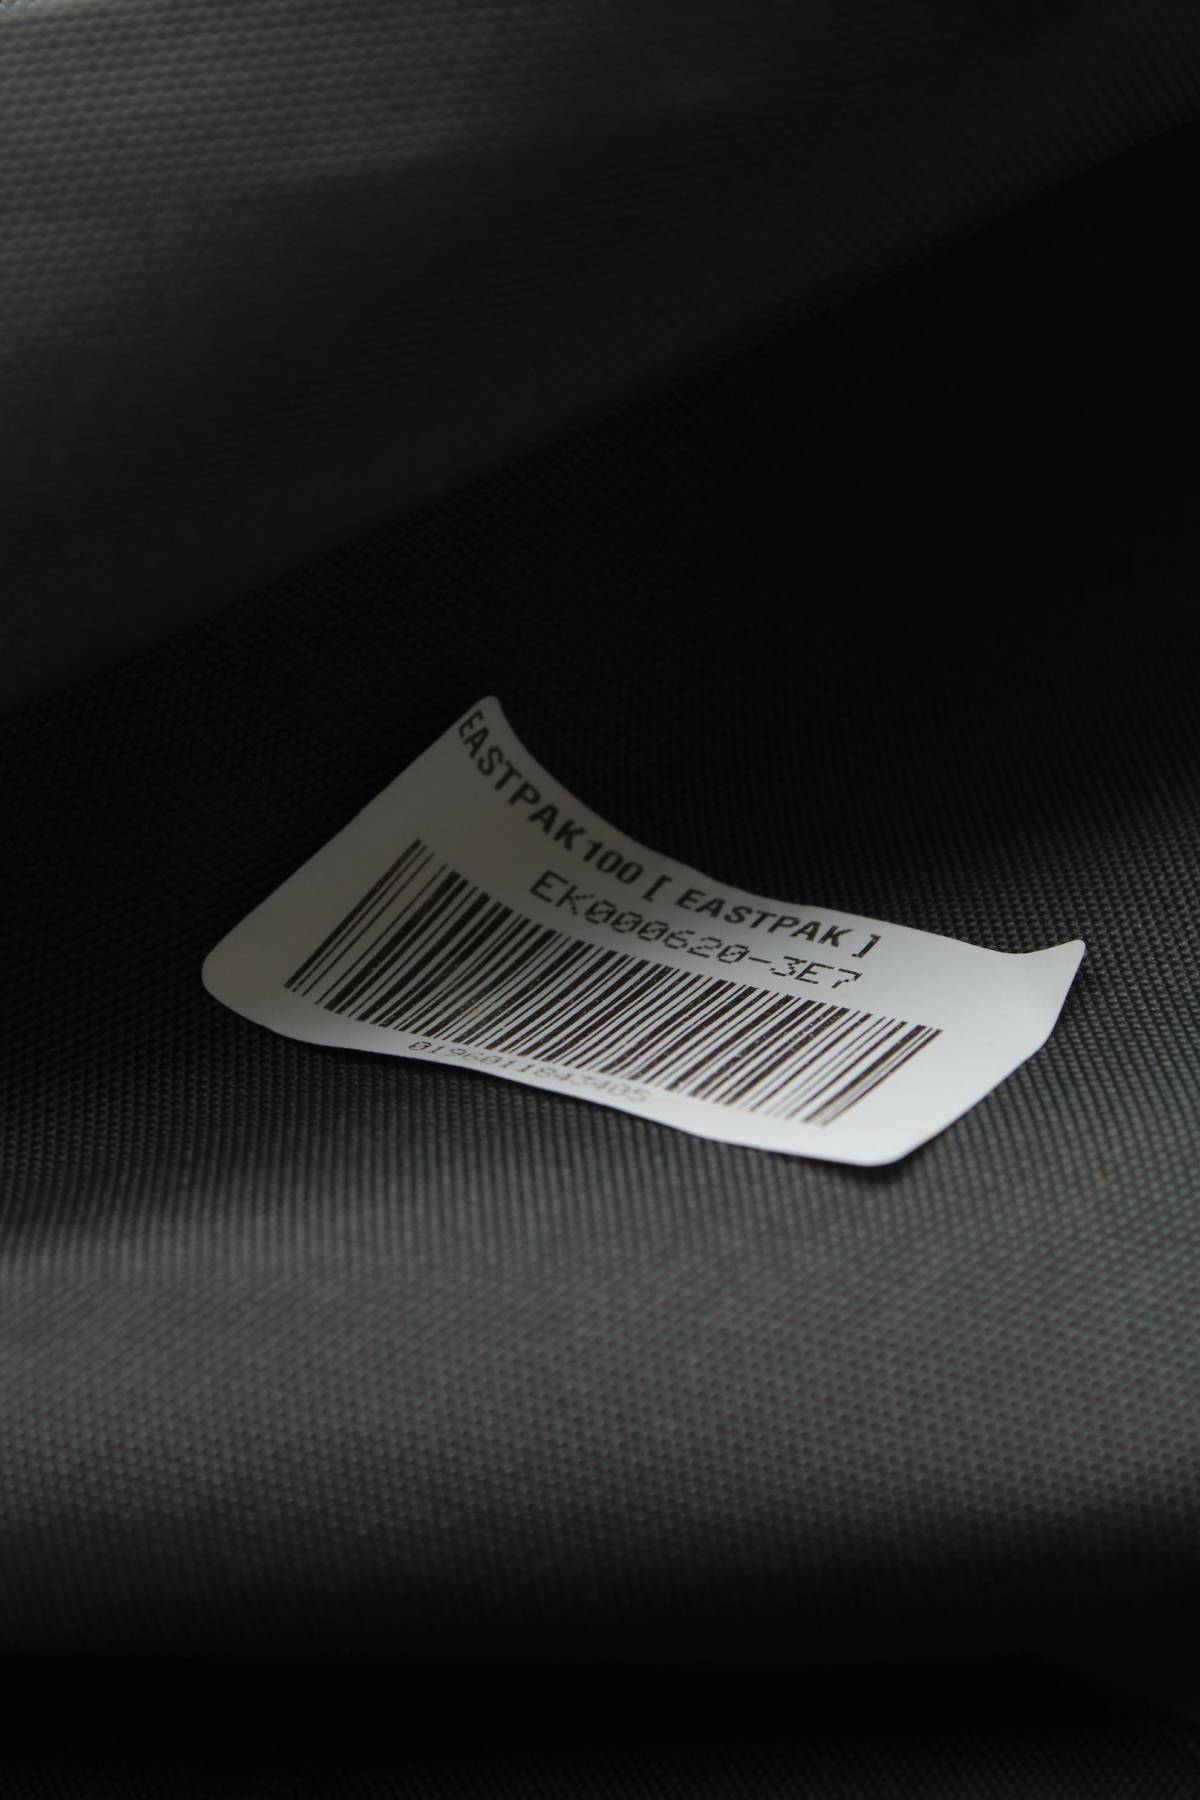 EASTPAK100 [ EASTPAK ]
EK000620-3E7
0196011843405